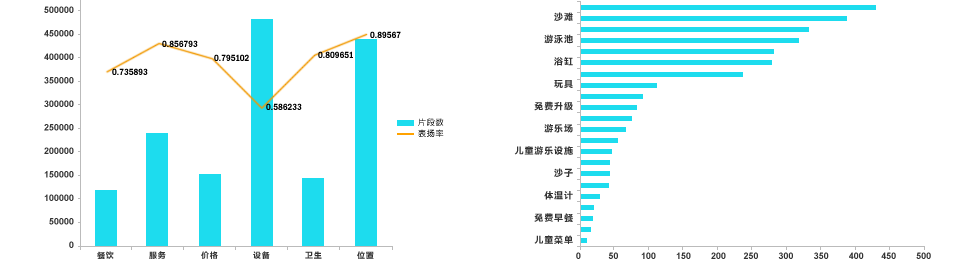 500000
450000
400000
350000
300000
250000
200000
150000
100000
50000
0
0.735893
0.856793
0.795102
0.586233
0.809651
0.89567
餐饮 服务 价格 设备 卫生 位置
片段数
表扬率
沙滩
游泳池
浴缸
玩具
免费升级
游乐场
儿童游乐设施
沙子
体温计
免费早餐
儿童菜单
0 50 100 150 200 250 300 350 400 450 500